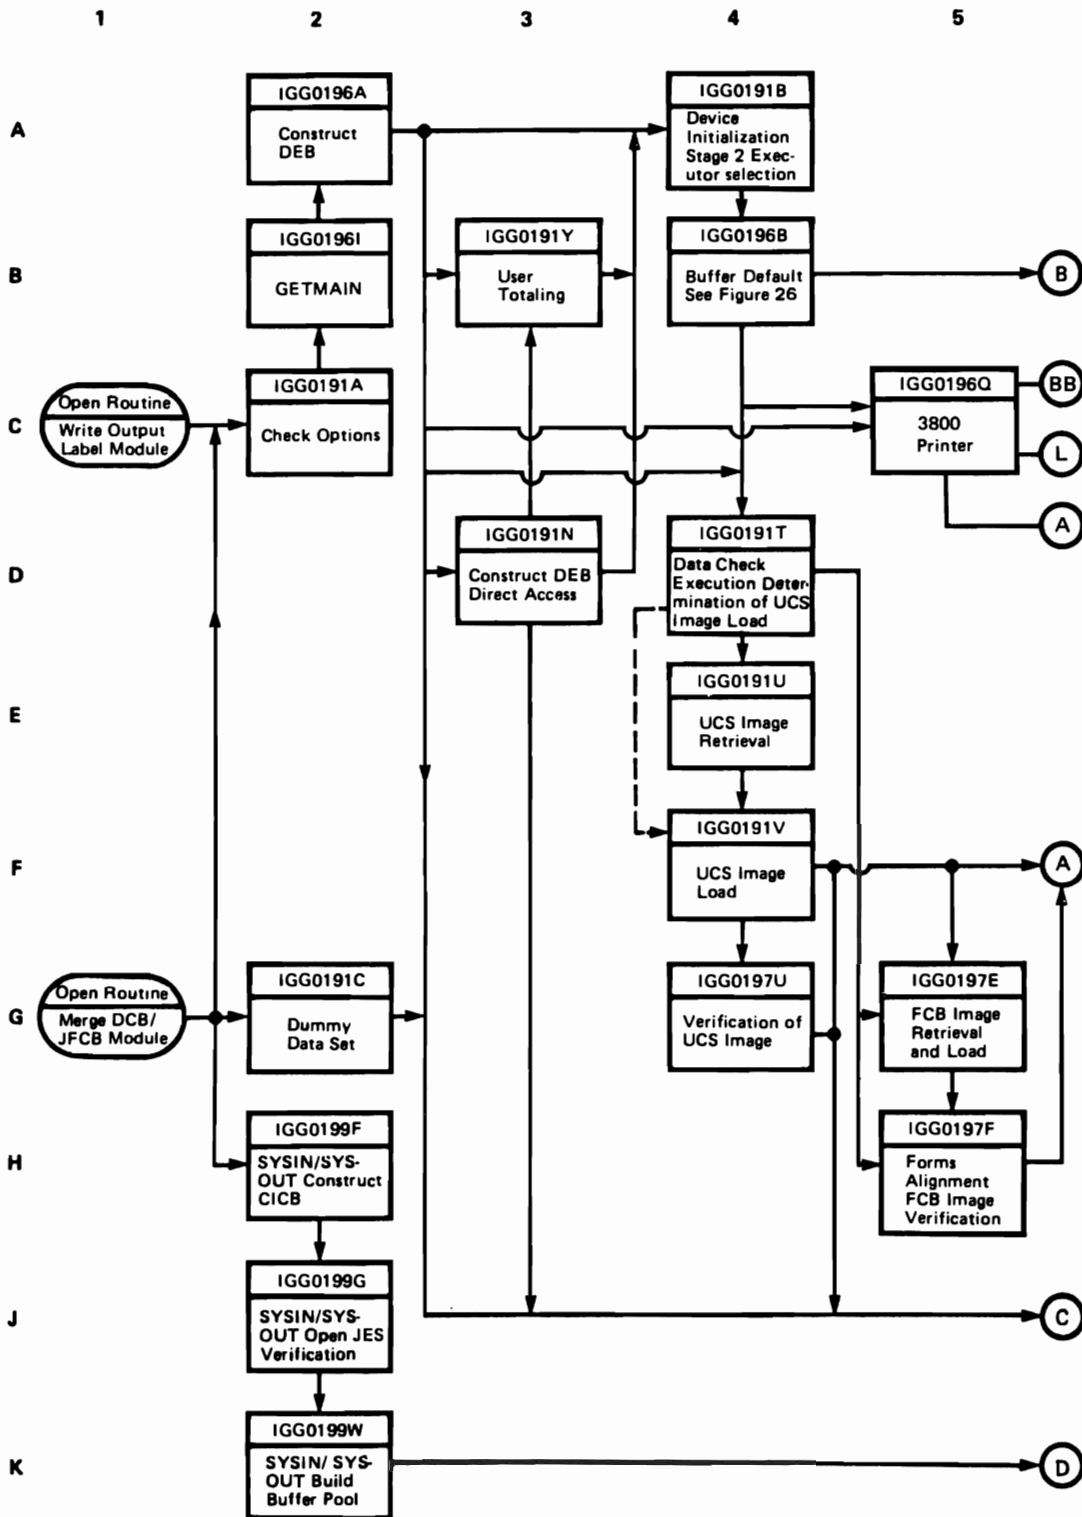 1 2 3 4 5
A
IGG0196A
Construct
DEB
IGG0191B
Device
Initialization
Stage 2 Exec-
utor selection
B
IGG0196I
GETMAIN
IGG0191Y
User
Totaling
IGG0196B
Buffer Default
See Figure 26
B
C
Open Routine
Write Output
Label Module
IGG0191A
Check Options
IGG0196Q
3800
Printer
BB
L
A
D
IGG0191N
Construct DEB
Direct Access
IGG0191T
Data Check
Execution Deter-
mination of UCS
Image Load
E
IGG0191U
UCS Image
Retrieval
F
IGG0191V
UCS Image
Load
A
G
Open Routine
Merge DCB/
JFCB Module
IGG0191C
Dummy
Data Set
IGG0197U
Verification of
UCS Image
IGG0197E
FCB Image
Retrieval
and Load
H
IGG0199F
SYSIN/SYS-
OUT Construct
CICB
IGG0197F
Forms
Alignment
FCB Image
Verification
J
IGG0199G
SYSIN/SYS-
OUT Open JES
Verification
C
K
IGG0199W
SYSIN/ SYS-
OUT Build
Buffer Pool
D